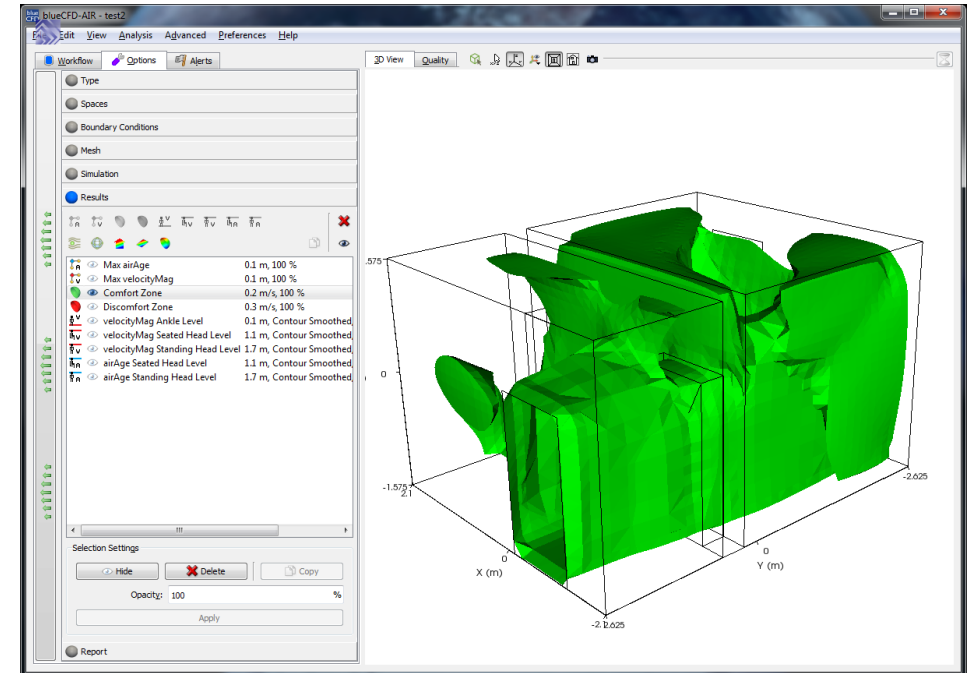 blueCFD-AIR - test2
Edit View Analysis Advanced Preferences Help
Workflow Options Alerts
3D View Quality
Type
Spaces
Boundary Conditions
Mesh
Simulation
Results
Max airAge 0.1 m, 100 %
Max velocityMag 0.1 m, 100 %
Comfort Zone 0.2 m/s, 100 %
Discomfort Zone 0.3 m/s, 100 %
velocityMag Ankle Level 0.1 m, Contour Smoothed,
velocityMag Seated Head Level 1.1 m, Contour Smoothed,
velocityMag Standing Head Level 1.7 m, Contour Smoothed,
airAge Seated Head Level 1.1 m, Contour Smoothed,
airAge Standing Head Level 1.7 m, Contour Smoothed,
Selection Settings
Hide Delete Copy
Opacity: 100 %
Apply
Report
.575
0
-1.575
2.1
0
X (m)
-2.625
0
Y (m)